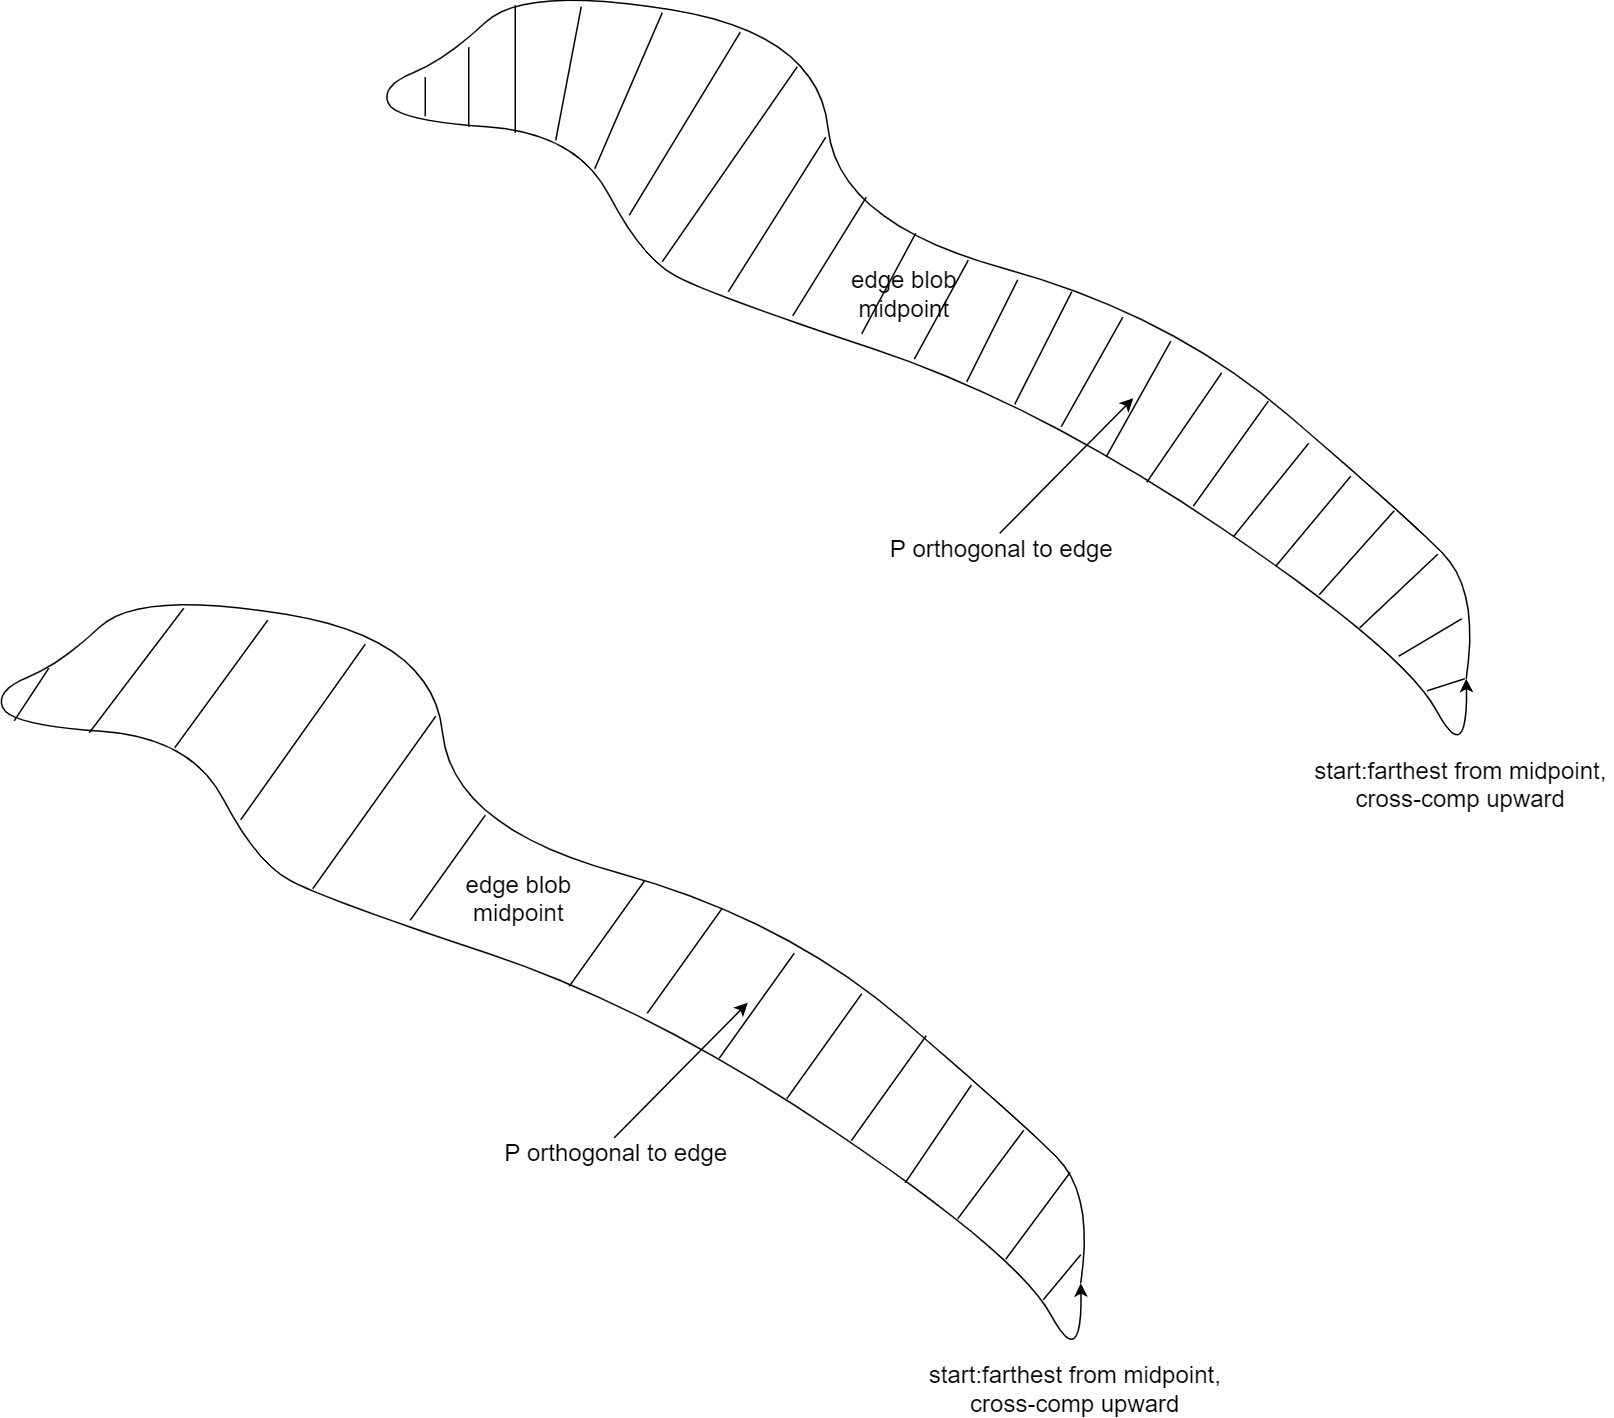 edge blob
midpoint
P orthogonal to edge
start:farthest from midpoint,
cross-comp upward
edge blob
midpoint
P orthogonal to edge
start:farthest from midpoint,
cross-comp upward